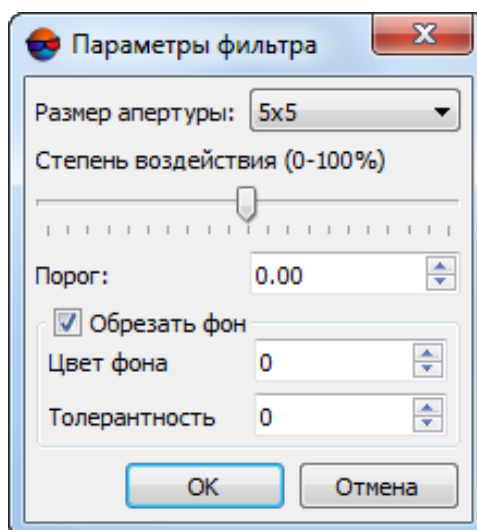 Параметры фильтра
Размер апертуры: 5x5
Степень воздействия (0-100%)
Порог: 0.00
Обрезать фон
Цвет фона 0
Толерантность 0
OK Отмена